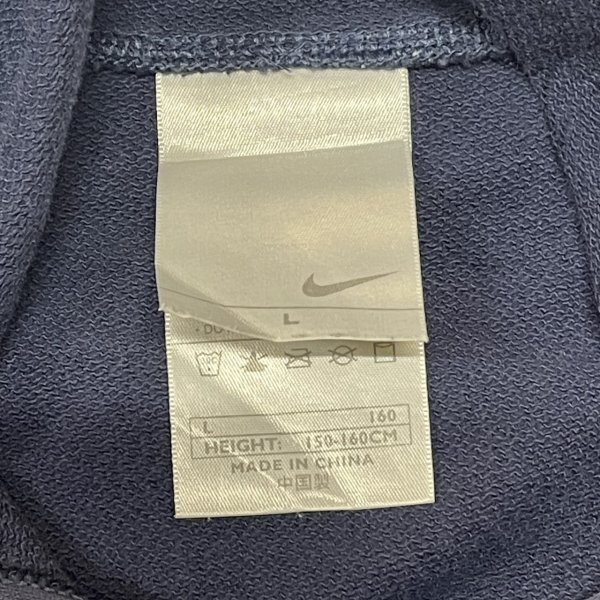 L
L 160
HEIGHT: 150-160CM
MADE IN CHINA
中国製